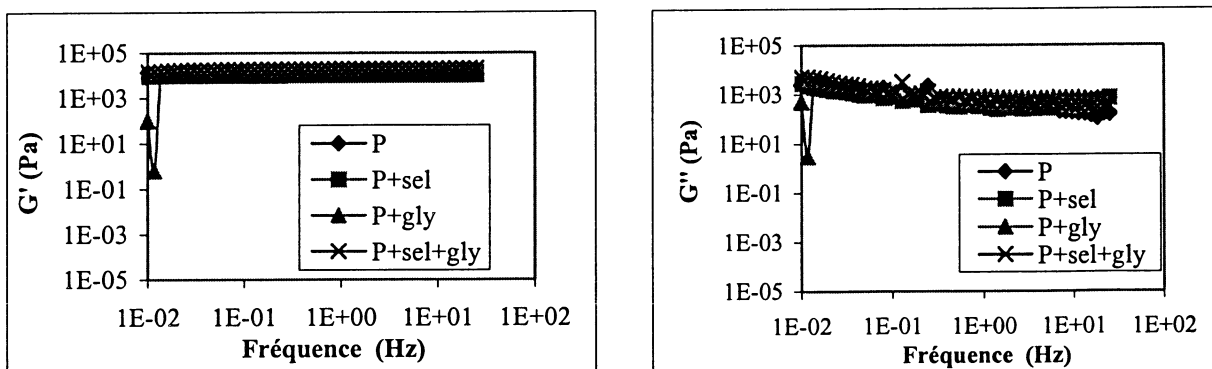 1E+05
1E+03
1E+01
1E-01
1E-03
1E-05
G' (Pa)
P
P+sel
P+gly
P+sel+gly
1E-02 1E-01 1E+00 1E+01 1E+02
Fréquence (Hz)
1E+05
1E+03
1E+01
1E-01
1E-03
1E-05
G" (Pa)
P
P+sel
P+gly
P+sel+gly
1E-02 1E-01 1E+00 1E+01 1E+02
Fréquence (Hz)